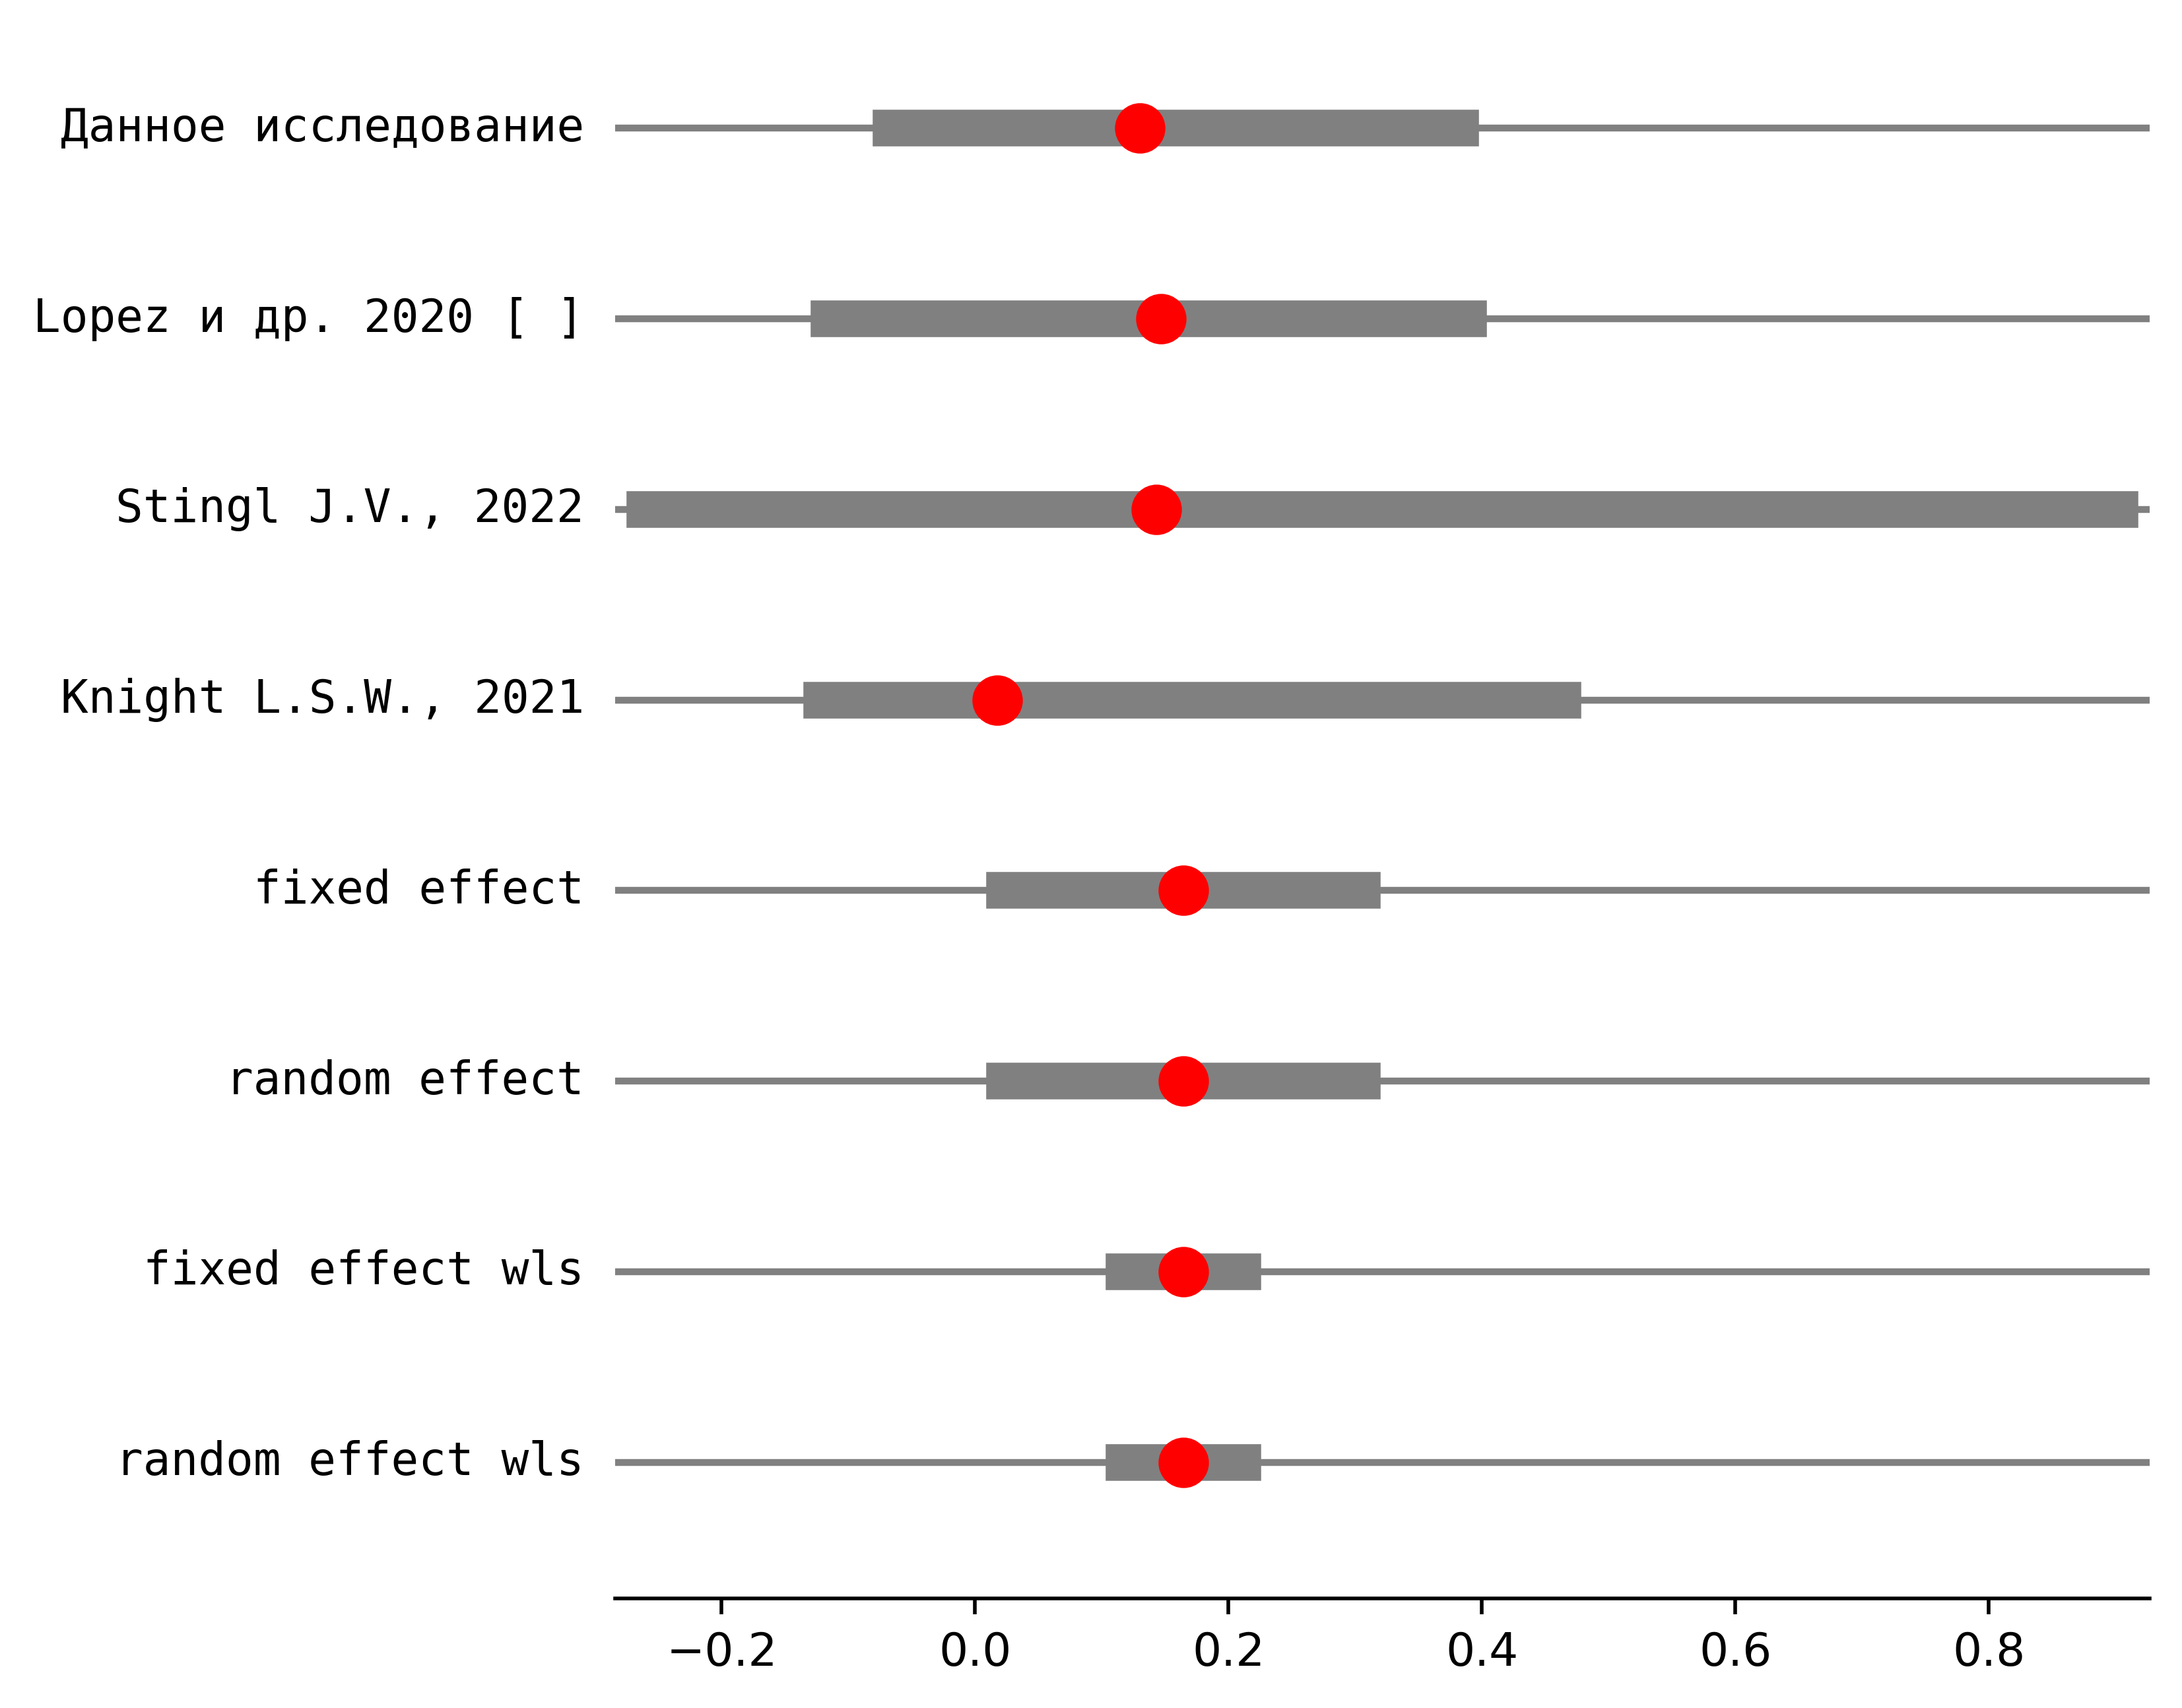 Данное исследование
Lopez и др. 2020 [ ]
Stingl J.V., 2022
Knight L.S.W., 2021
fixed effect
random effect
fixed effect wls
random effect wls
−0.2 0.0 0.2 0.4 0.6 0.8